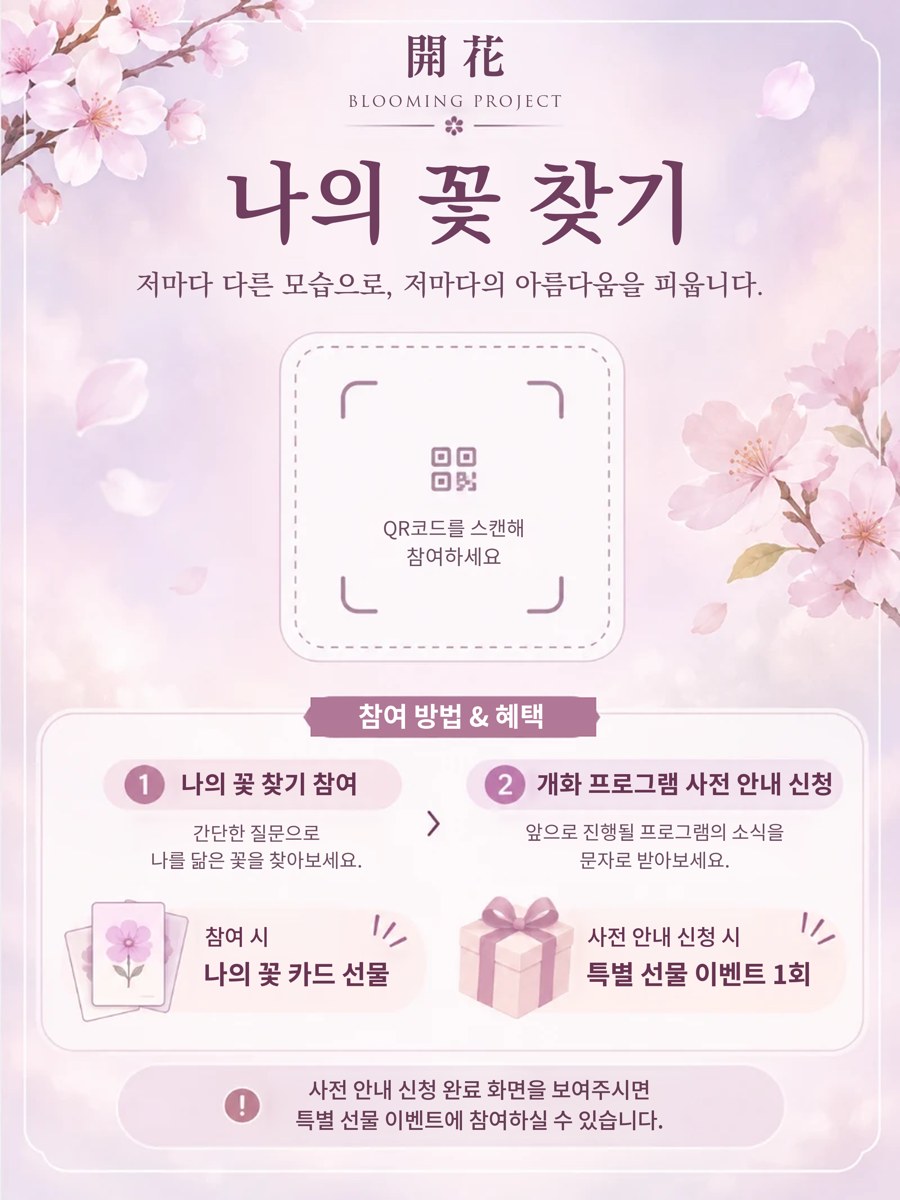 開花
BLOOMING PROJECT
나의 꽃 찾기
저마다 다른 모습으로, 저마다의 아름다움을 피웁니다.
QR코드를 스캔해
참여하세요
참여 방법 & 혜택
1 나의 꽃 찾기 참여
간단한 질문으로
나를 닮은 꽃을 찾아보세요.
2 개화 프로그램 사전 안내 신청
앞으로 진행될 프로그램의 소식을
문자로 받아보세요.
참여 시
나의 꽃 카드 선물
사전 안내 신청 시
특별 선물 이벤트 1회
! 사전 안내 신청 완료 화면을 보여주시면
특별 선물 이벤트에 참여하실 수 있습니다.